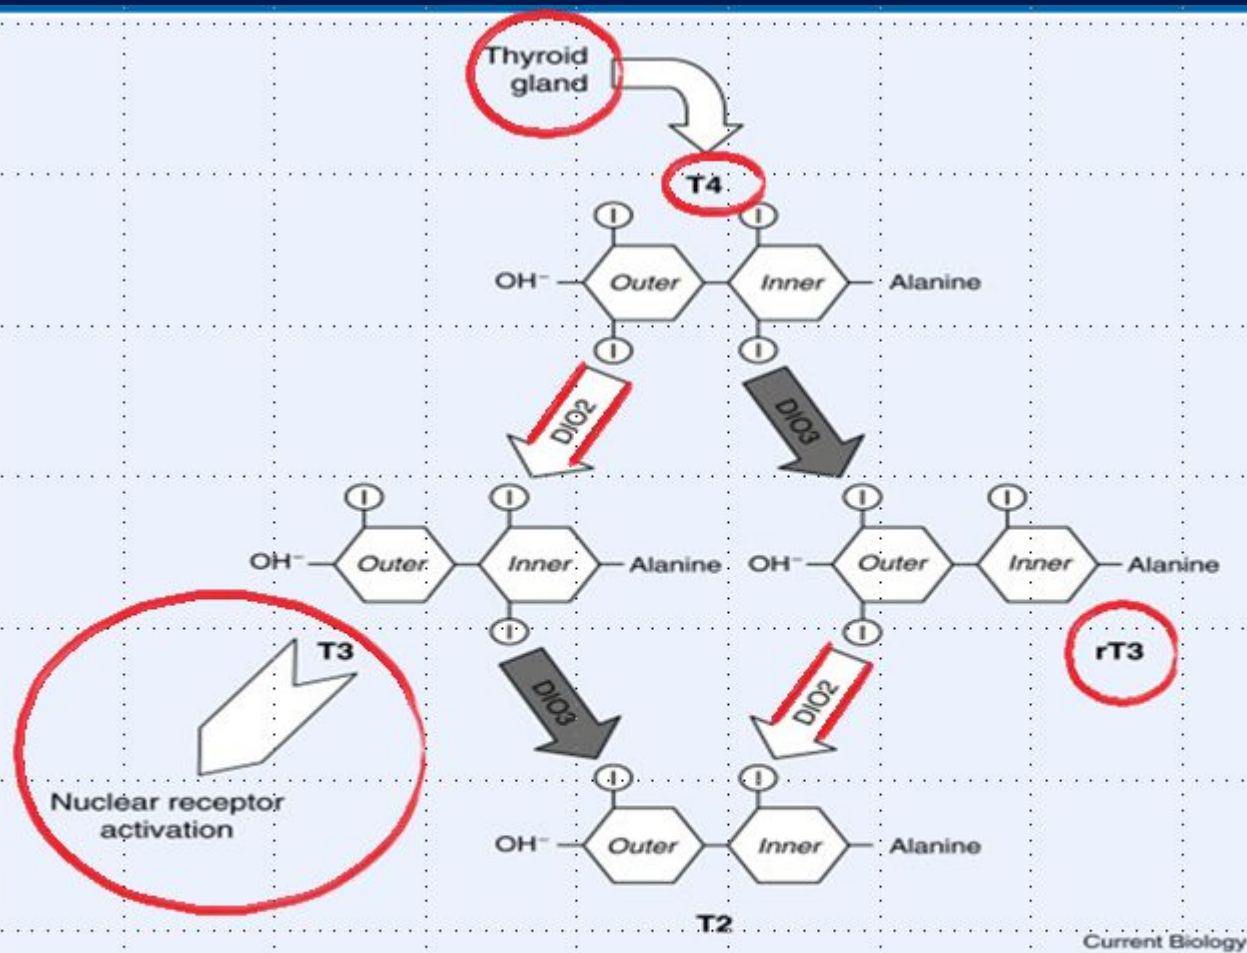 Thyroid
gland
T4
I I
OH⁻ Outer Inner Alanine
I I
DIO2 DIO3
I I I I
OH⁻ Outer Inner Alanine OH⁻ Outer Inner Alanine
I I
T3 rT3
DIO3 DIO2
I I
Nuclear receptor
activation
OH⁻ Outer Inner Alanine
T2
Current Biology